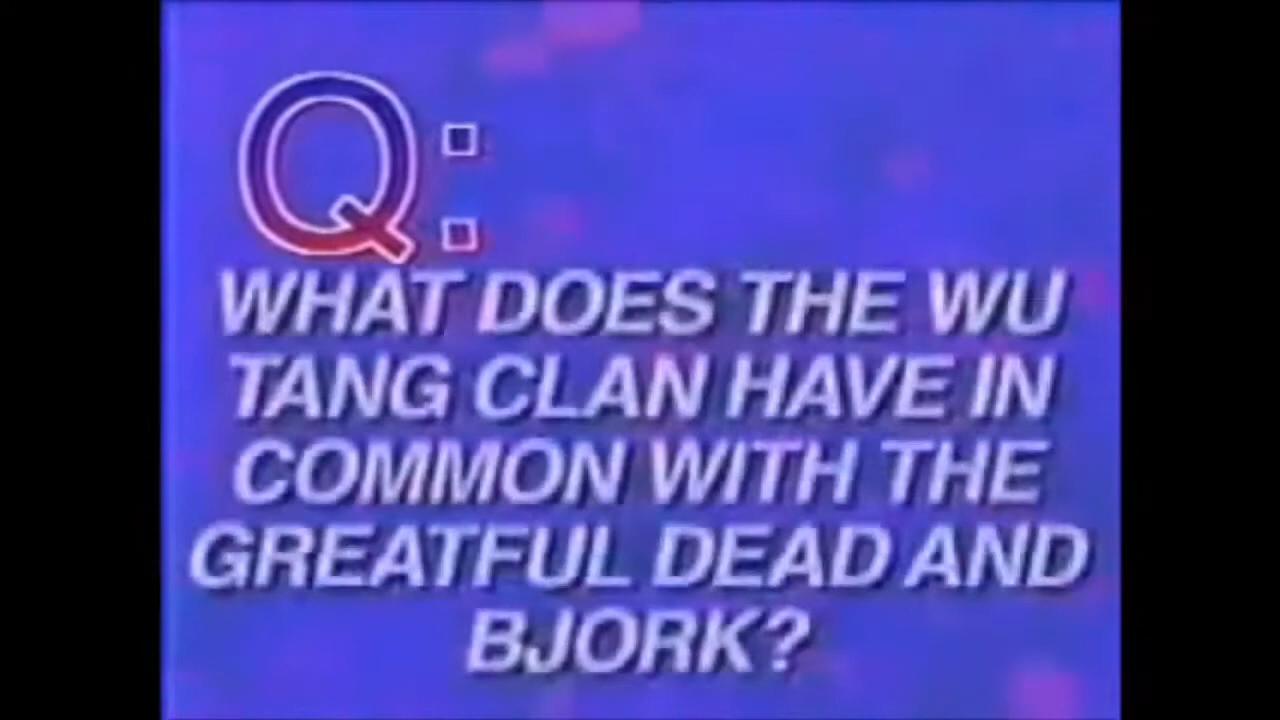 Q:
WHAT DOES THE WU
TANG CLAN HAVE IN
COMMON WITH THE
GREATFUL DEAD AND
BJORK?